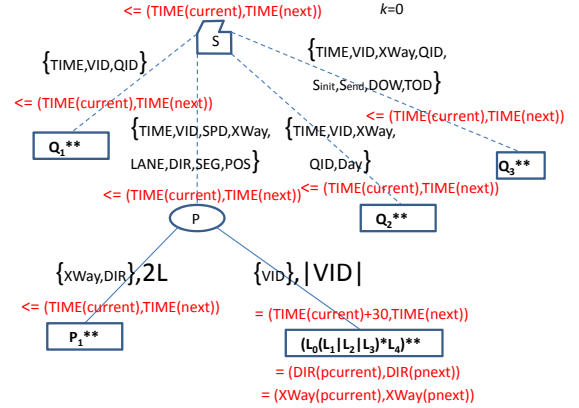 <= (TIME(current),TIME(next))
k=0
S
{TIME,VID,QID}
{TIME,VID,XWay,QID,
Sinit,Send,DOW,TOD}
<= (TIME(current),TIME(next))
<= (TIME(current),TIME(next))
{TIME,VID,SPD,XWay,
LANE,DIR,SEG,POS}
{TIME,VID,XWay,
QID,Day}
Q1**
Q3**
<= (TIME(current),TIME(next))
<= (TIME(current),TIME(next))
P
Q2**
{XWay,DIR},2L
{VID},|VID|
<= (TIME(current),TIME(next))
= (TIME(current)+30,TIME(next))
P1**
(L0(L1|L2|L3)*L4)**
= (DIR(pcurrent),DIR(pnext))
= (XWay(pcurrent),XWay(pnext))